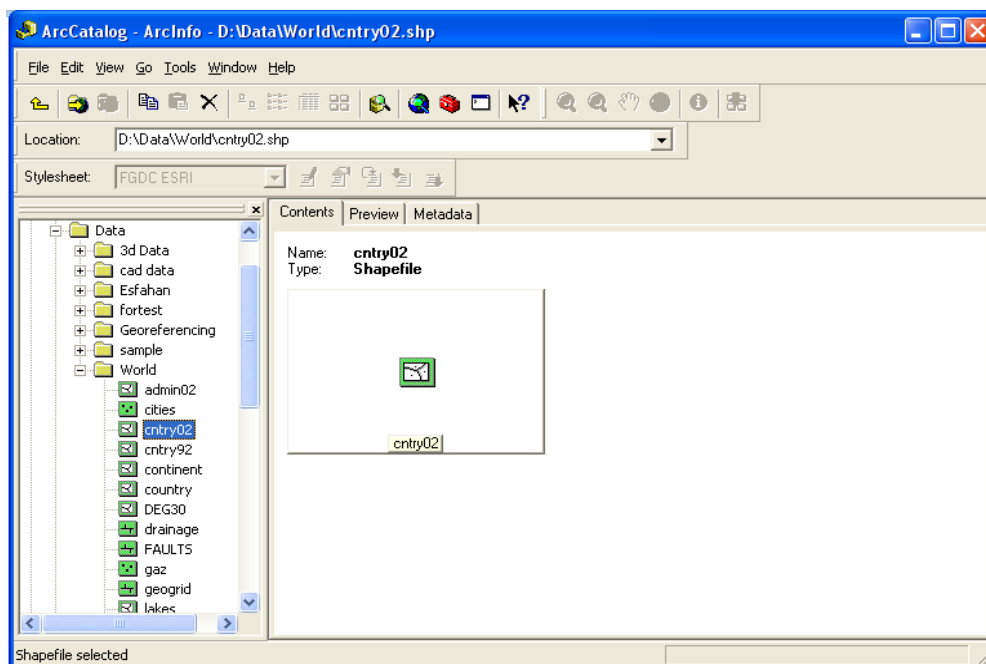 ArcCatalog - ArcInfo - D:\Data\World\cntry02.shp
File Edit View Go Tools Window Help
Location: D:\Data\World\cntry02.shp
Stylesheet: FGDC ESRI
Contents Preview Metadata
Data
3d Data
cad data
Esfahan
fortest
Georeferencing
sample
World
admin02
cities
cntry02
cntry92
continent
country
DEG30
drainage
FAULTS
gaz
geogrid
lakes
Name: cntry02
Type: Shapefile
cntry02
Shapefile selected